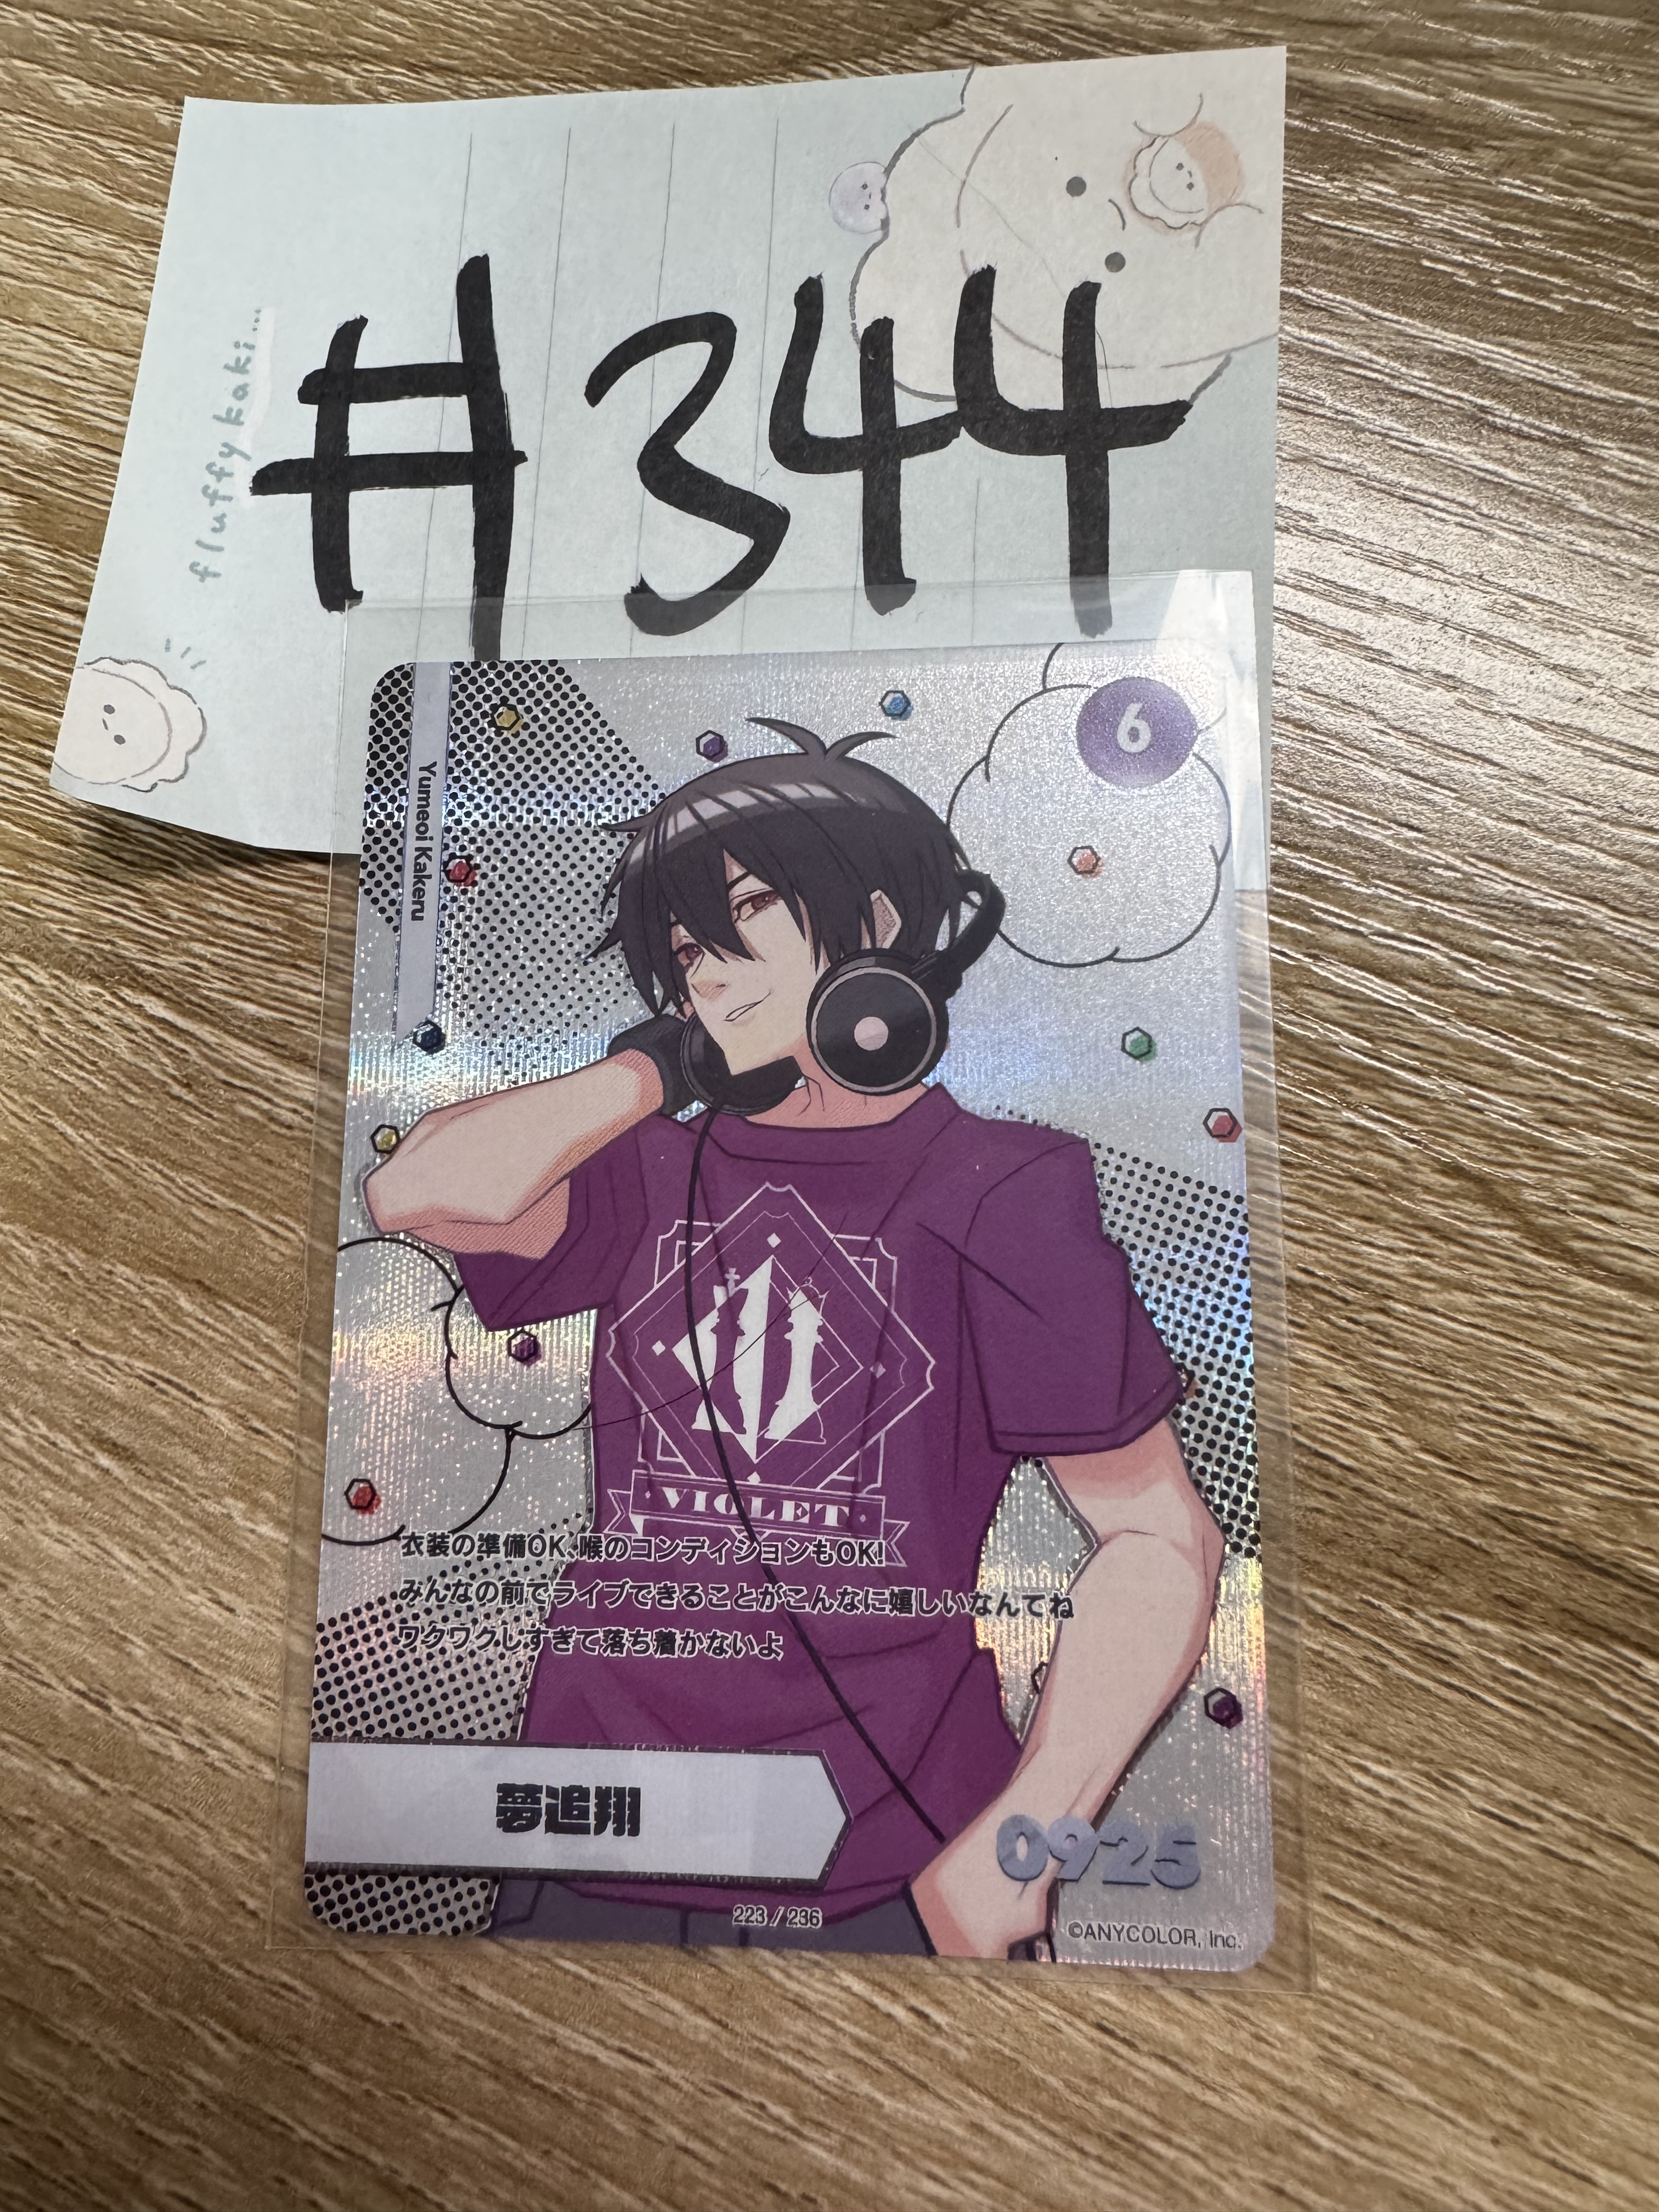 #344
fluffy kaki...
6
Yumeoi Kakeru
VIOLET
衣装の準備OK、喉のコンディションもOK!
みんなの前でライブできることがこんなに嬉しいなんてね
ワクワクしすぎて落ち着かないよ
夢追翔
0925
223 / 236
©ANYCOLOR, Inc.